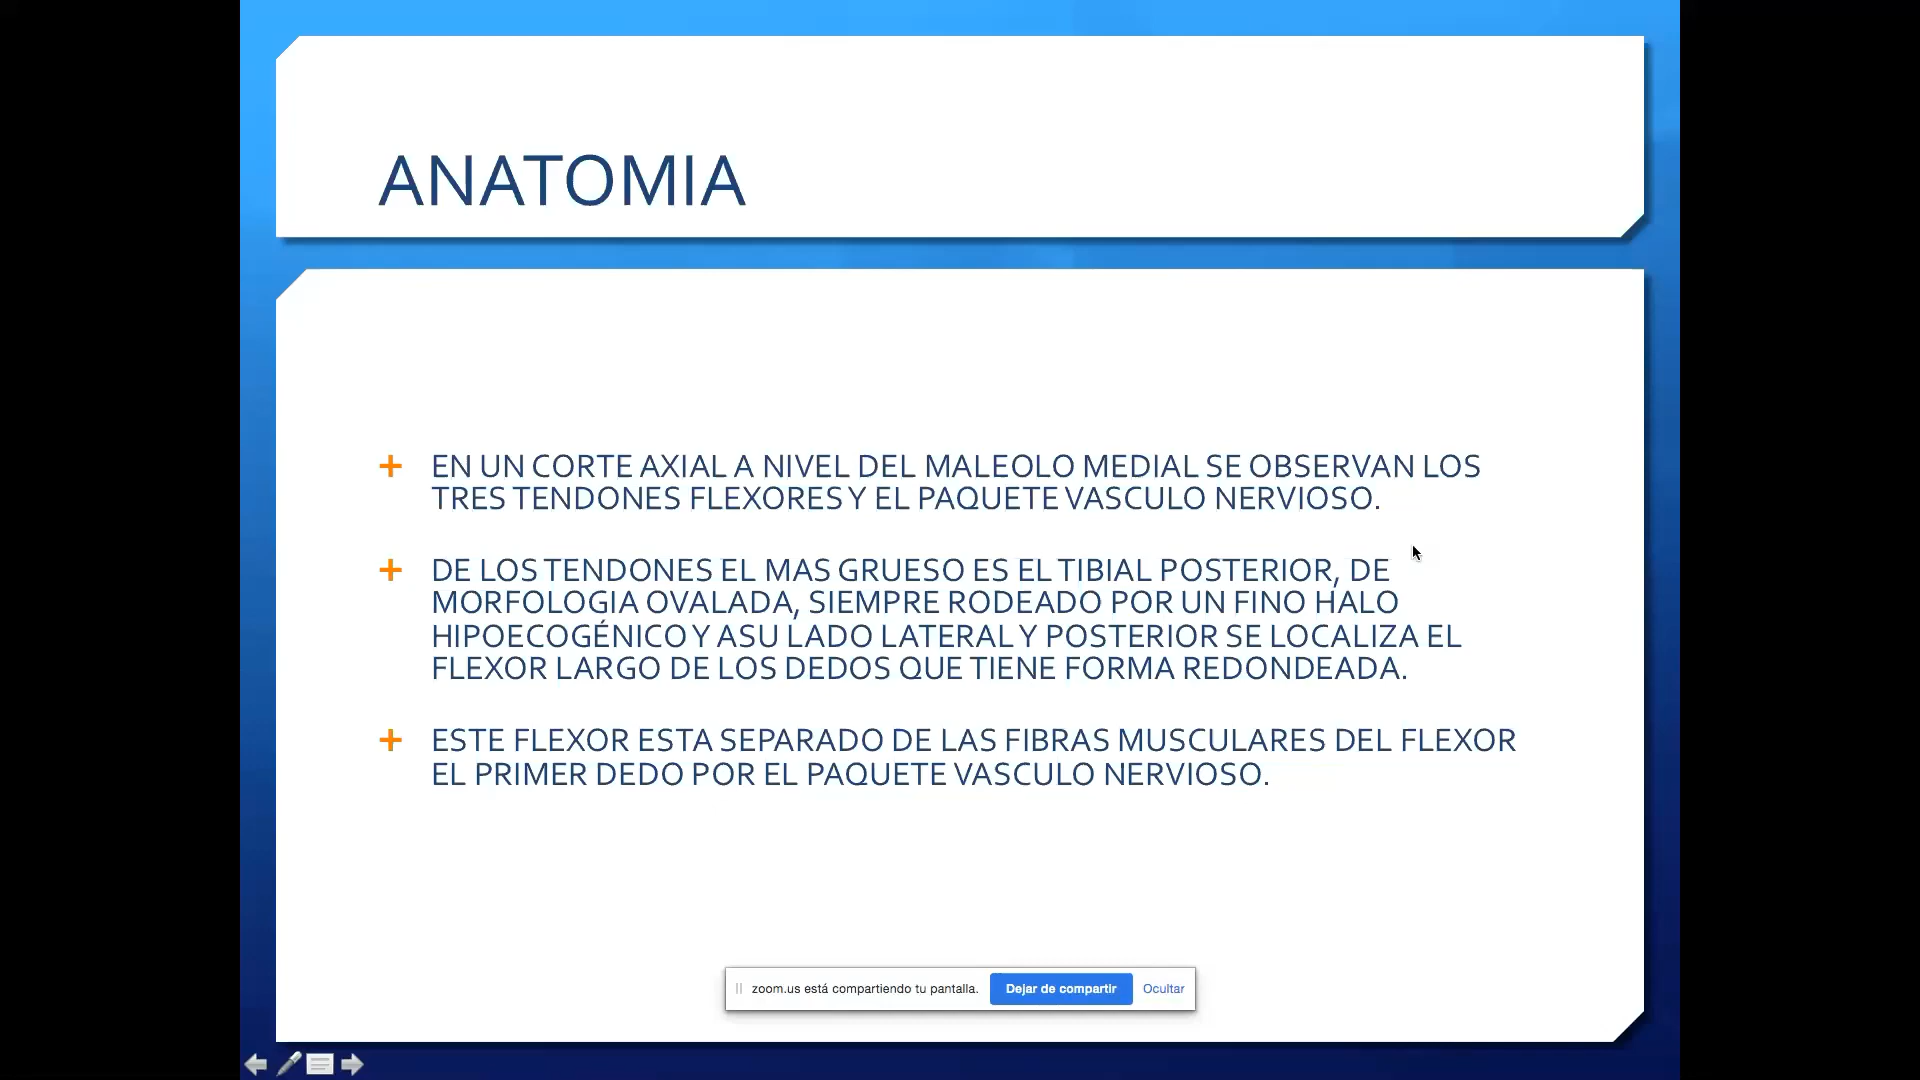 ANATOMIA
EN UN CORTE AXIAL A NIVEL DEL MALEOLO MEDIAL SE OBSERVAN LOS
TRES TENDONES FLEXORES Y EL PAQUETE VASCULO NERVIOSO.
DE LOS TENDONES EL MAS GRUESO ES EL TIBIAL POSTERIOR, DE
MORFOLOGIA OVALADA, SIEMPRE RODEADO POR UN FINO HALO
HIPOECOGÉNICO Y ASU LADO LATERAL Y POSTERIOR SE LOCALIZA EL
FLEXOR LARGO DE LOS DEDOS QUE TIENE FORMA REDONDEADA.
ESTE FLEXOR ESTA SEPARADO DE LAS FIBRAS MUSCULARES DEL FLEXOR
EL PRIMER DEDO POR EL PAQUETE VASCULO NERVIOSO.
zoom.us está compartiendo tu pantalla. Dejar de compartir Ocultar